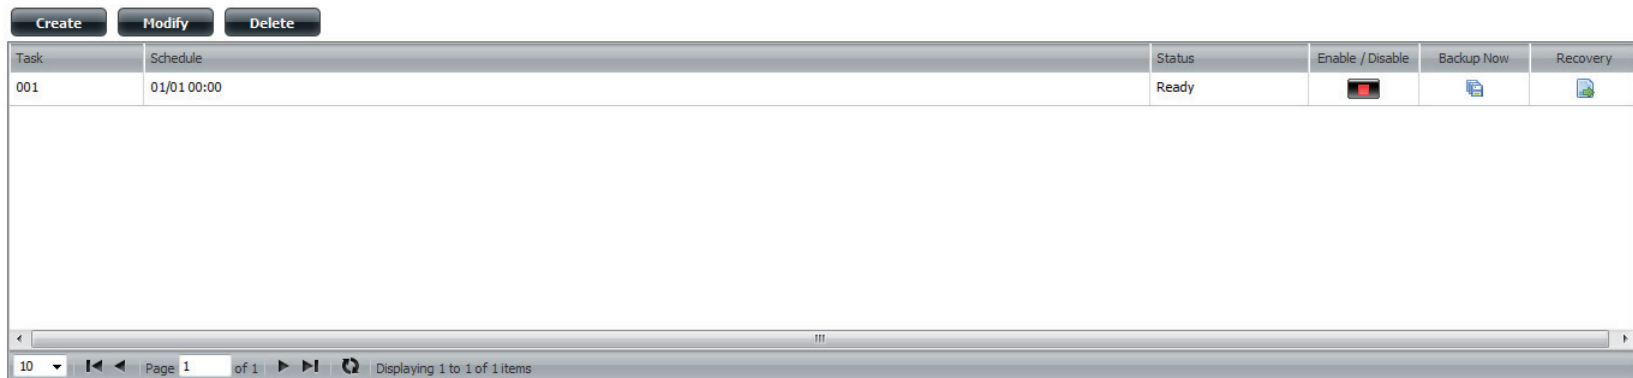 Create Modify Delete
Task Schedule Status Enable / Disable Backup Now Recovery
001 01/01 00:00 Ready
10 Page 1 of 1 Displaying 1 to 1 of 1 items